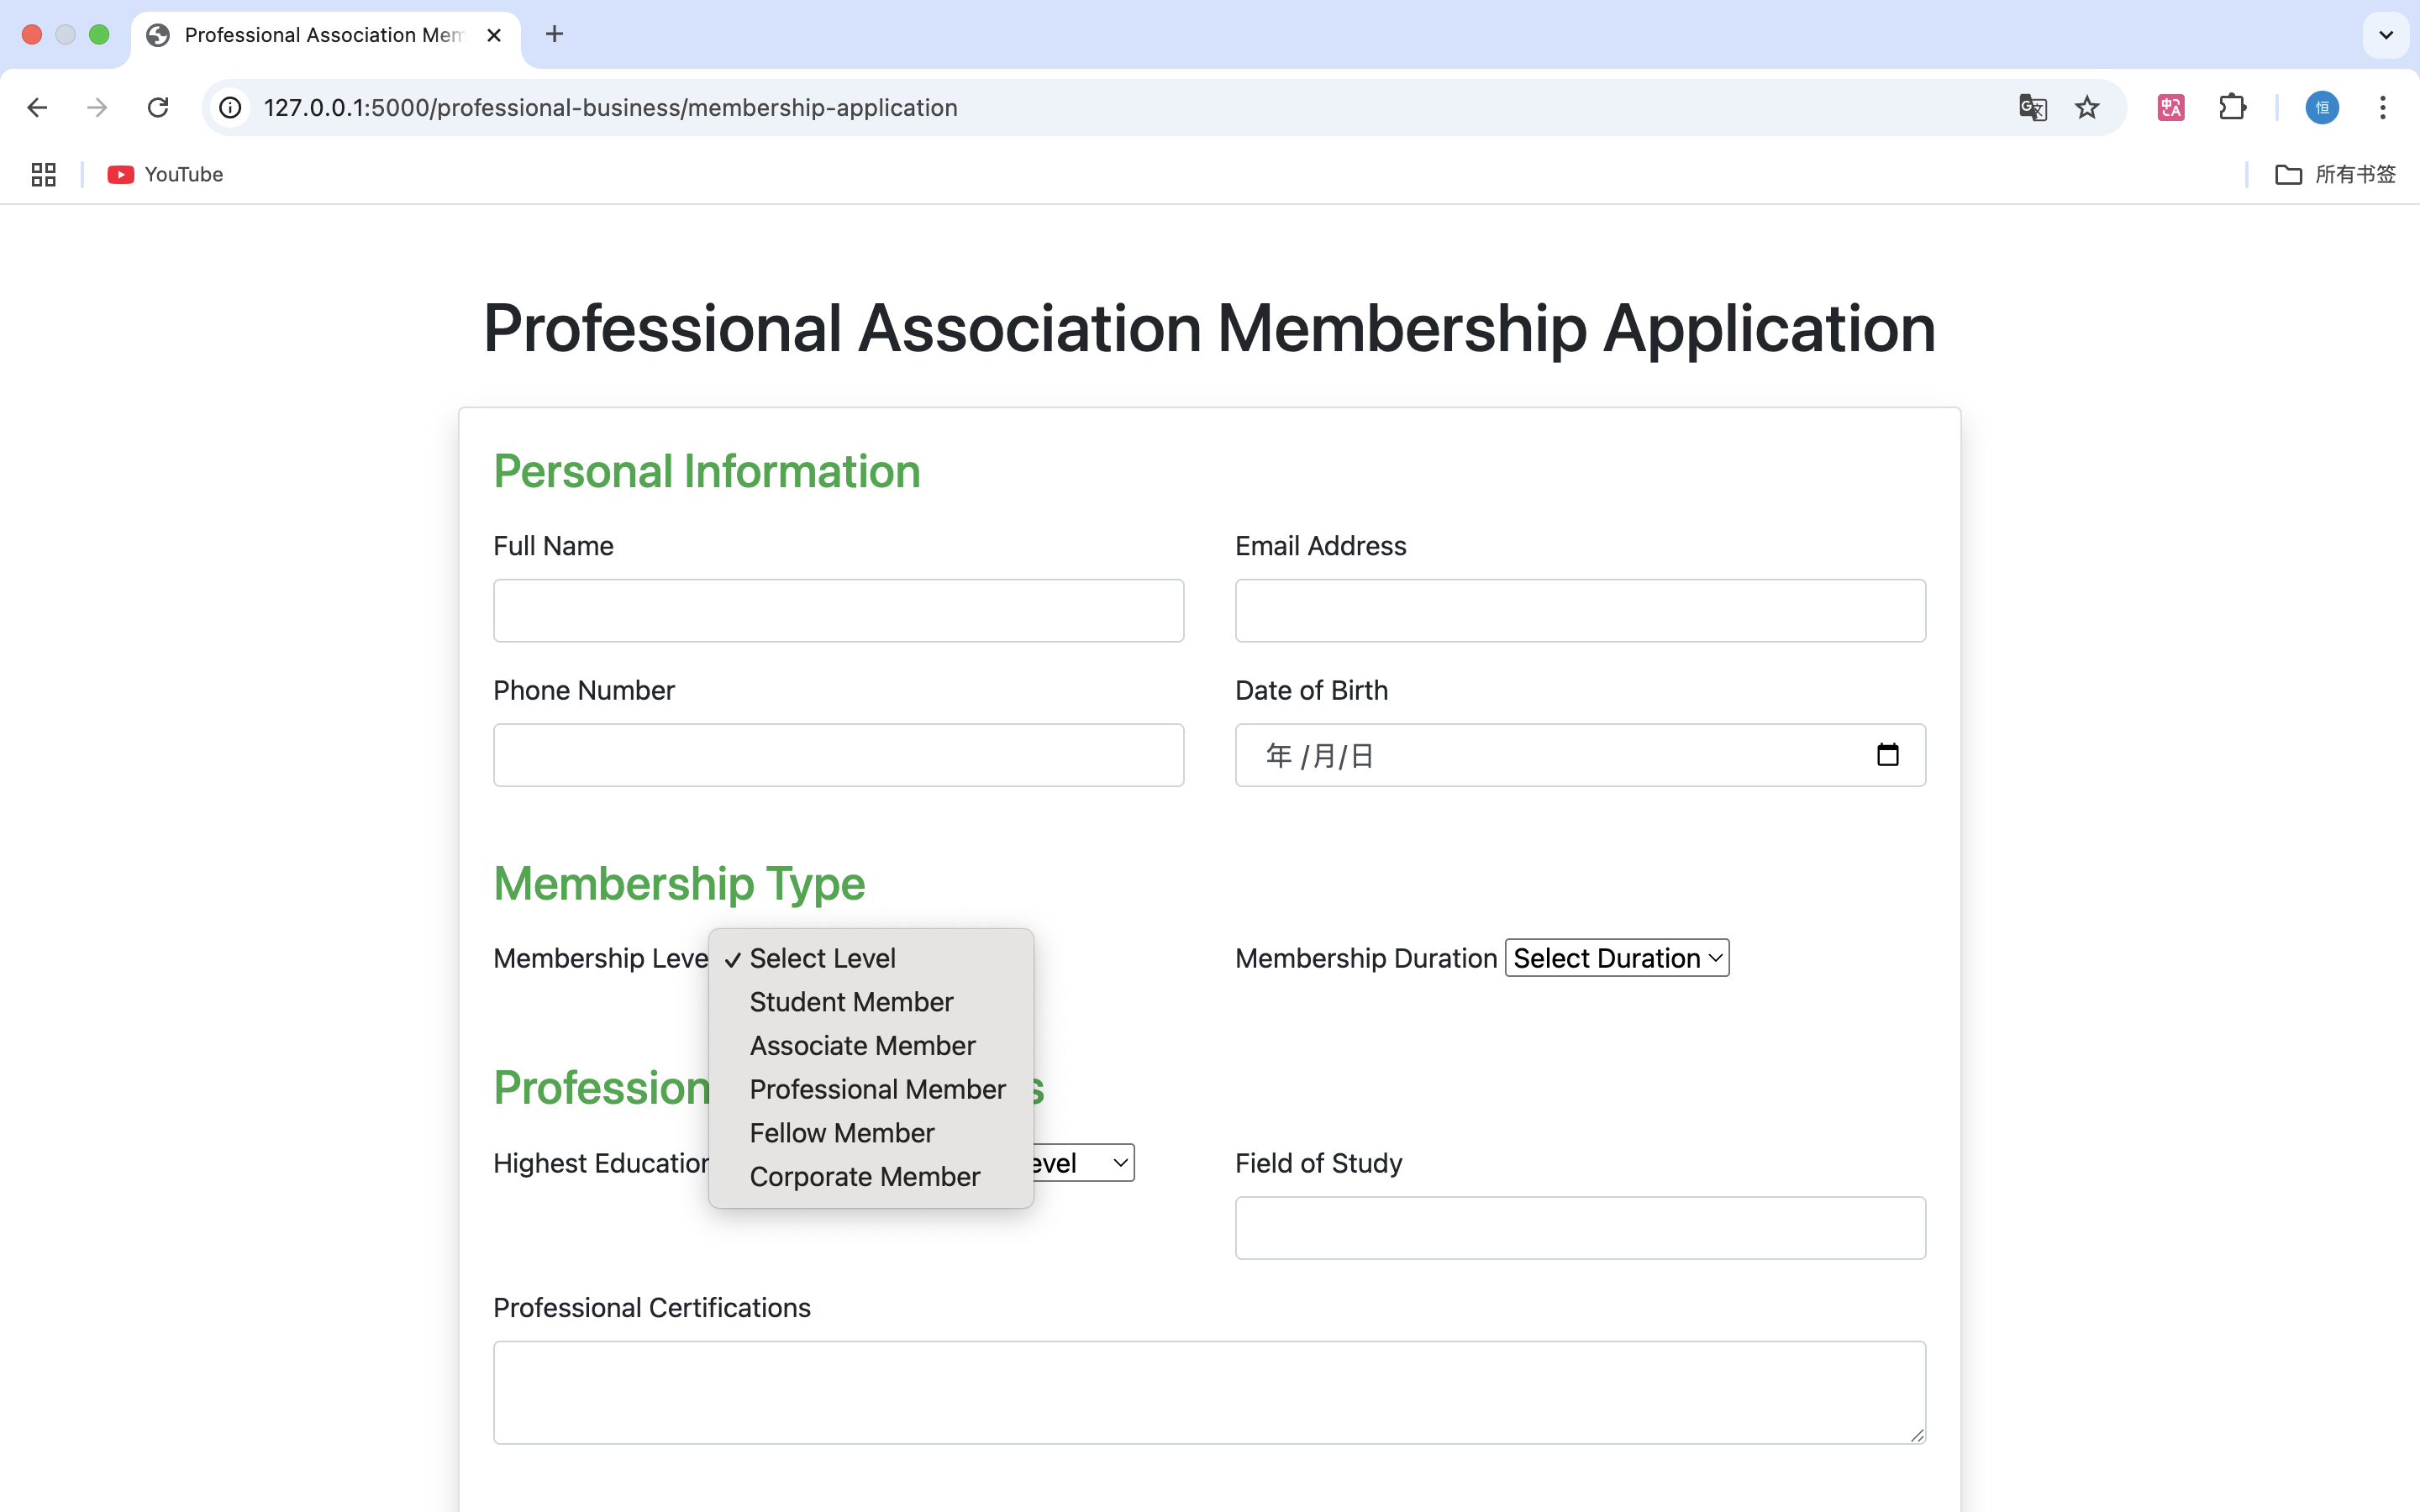 Professional Association Mem
127.0.0.1:5000/professional-business/membership-application
恒
YouTube
所有书签
Professional Association Membership Application
Personal Information
Full Name
Email Address
Phone Number
Date of Birth
年 /月/日
Membership Type
Membership Leve
✓ Select Level
Student Member
Associate Member
Professional Member
Fellow Member
Corporate Member
Membership Duration Select Duration
Profession s
Highest Education evel
Field of Study
Professional Certifications